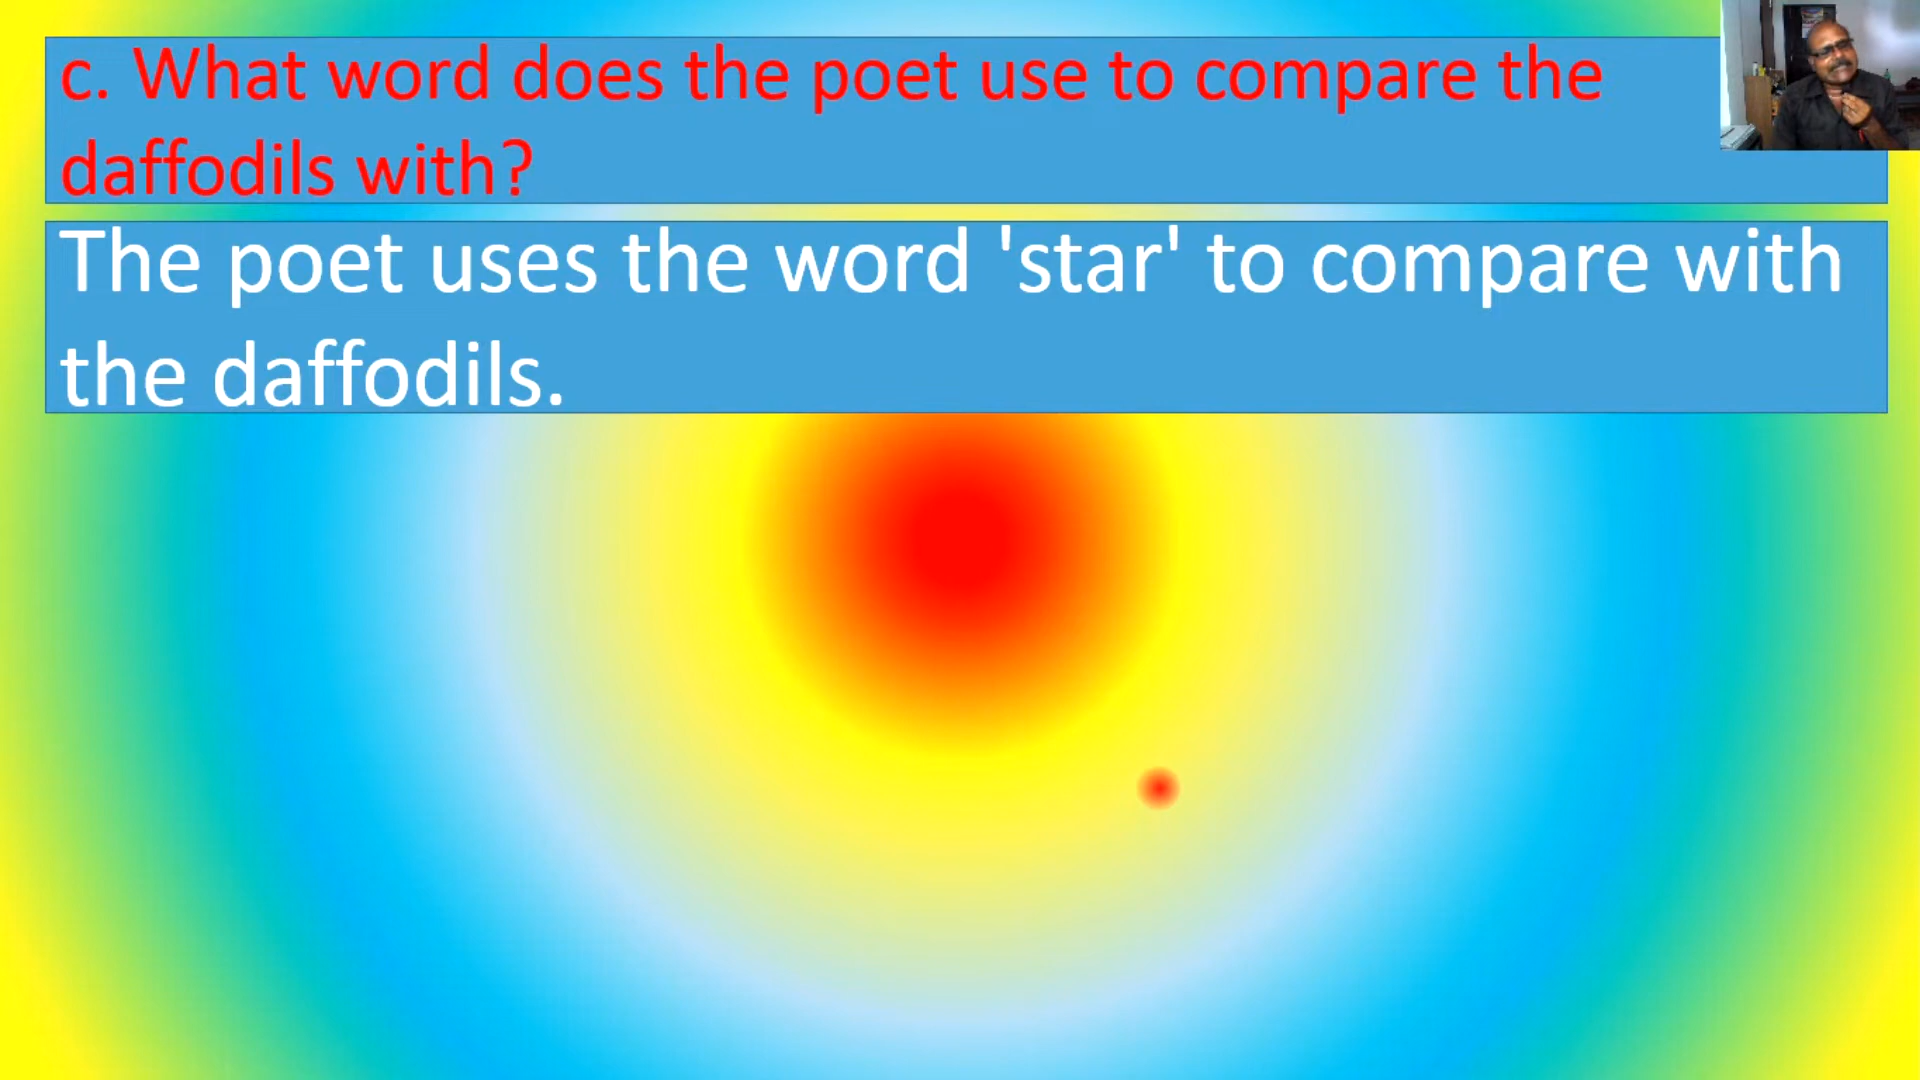 c. What word does the poet use to compare the
daffodils with?
The poet uses the word 'star' to compare with
the daffodils.